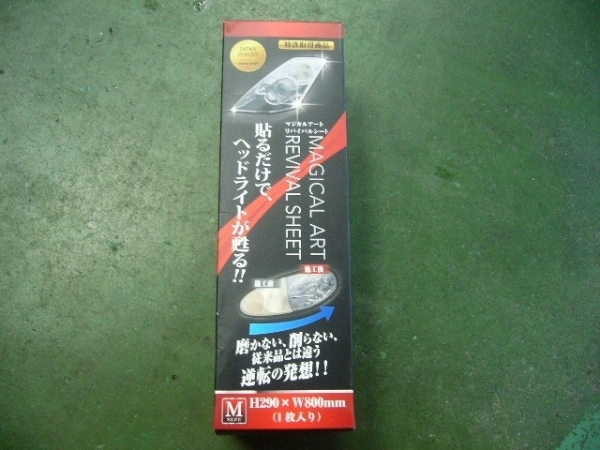 特許取得商品
マジカルアート
リバイバルシート
MAGICAL ART
REVIVAL SHEET
貼るだけで、
ヘッドライトが甦る!!
施工前
施工後
磨かない、削らない、
従来品とは違う
逆転の発想!!
M
SIZE
H290×W800mm
(1枚入り)